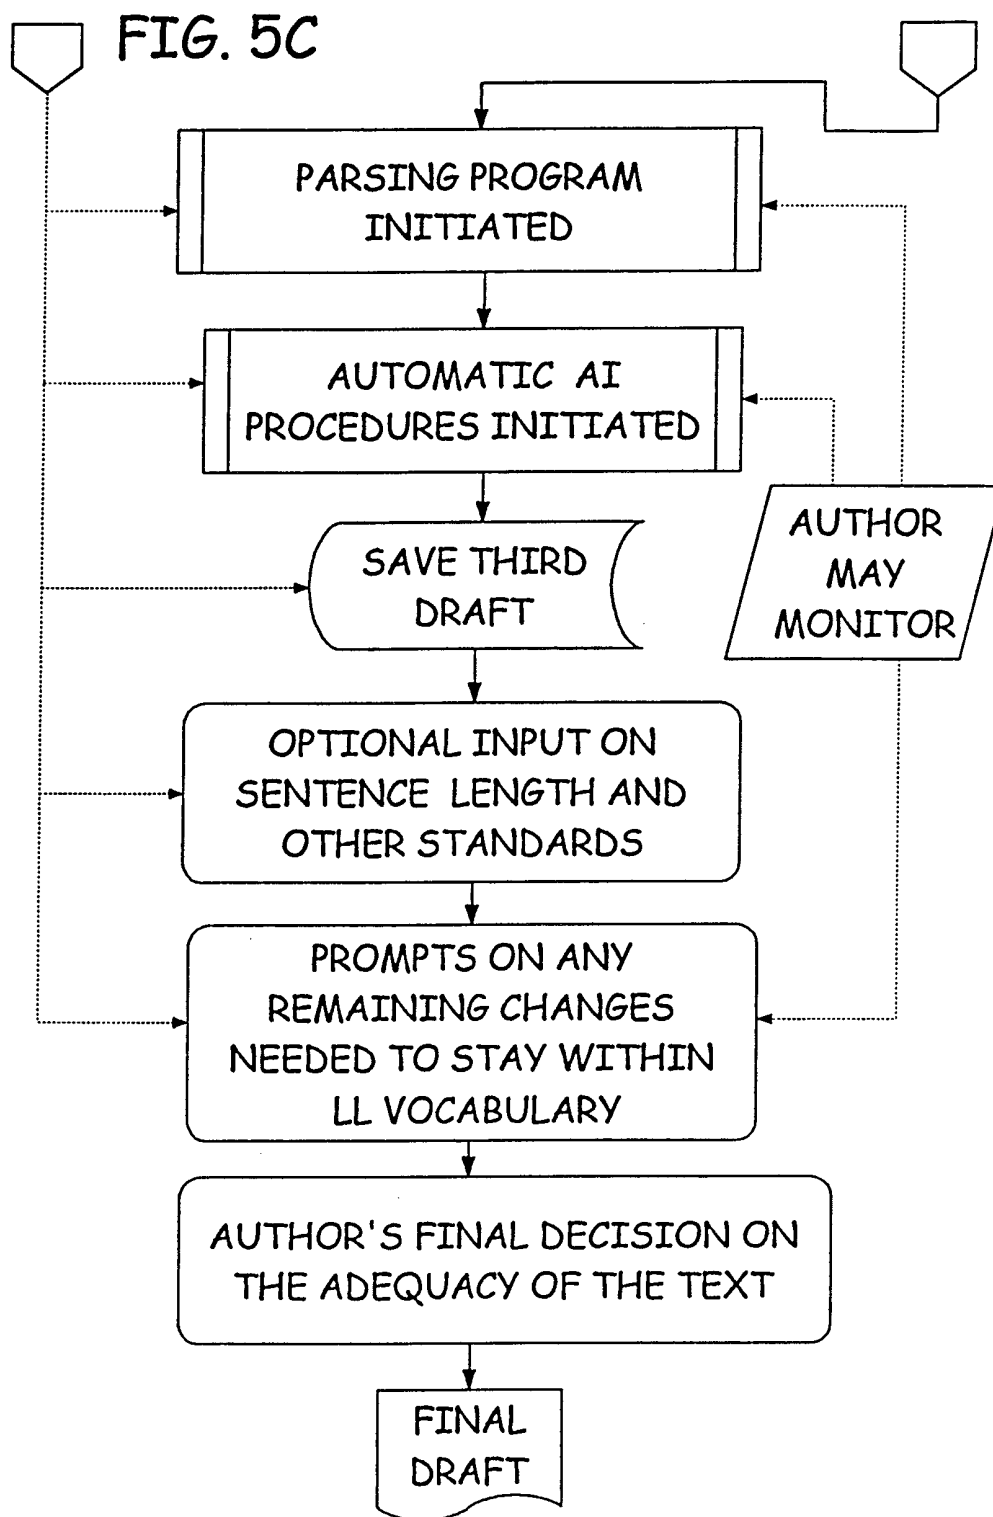 FIG. 5C
PARSING PROGRAM
INITIATED
AUTOMATIC AI
PROCEDURES INITIATED
SAVE THIRD
DRAFT
AUTHOR
MAY
MONITOR
OPTIONAL INPUT ON
SENTENCE LENGTH AND
OTHER STANDARDS
PROMPTS ON ANY
REMAINING CHANGES
NEEDED TO STAY WITHIN
LL VOCABULARY
AUTHOR'S FINAL DECISION ON
THE ADEQUACY OF THE TEXT
FINAL
DRAFT